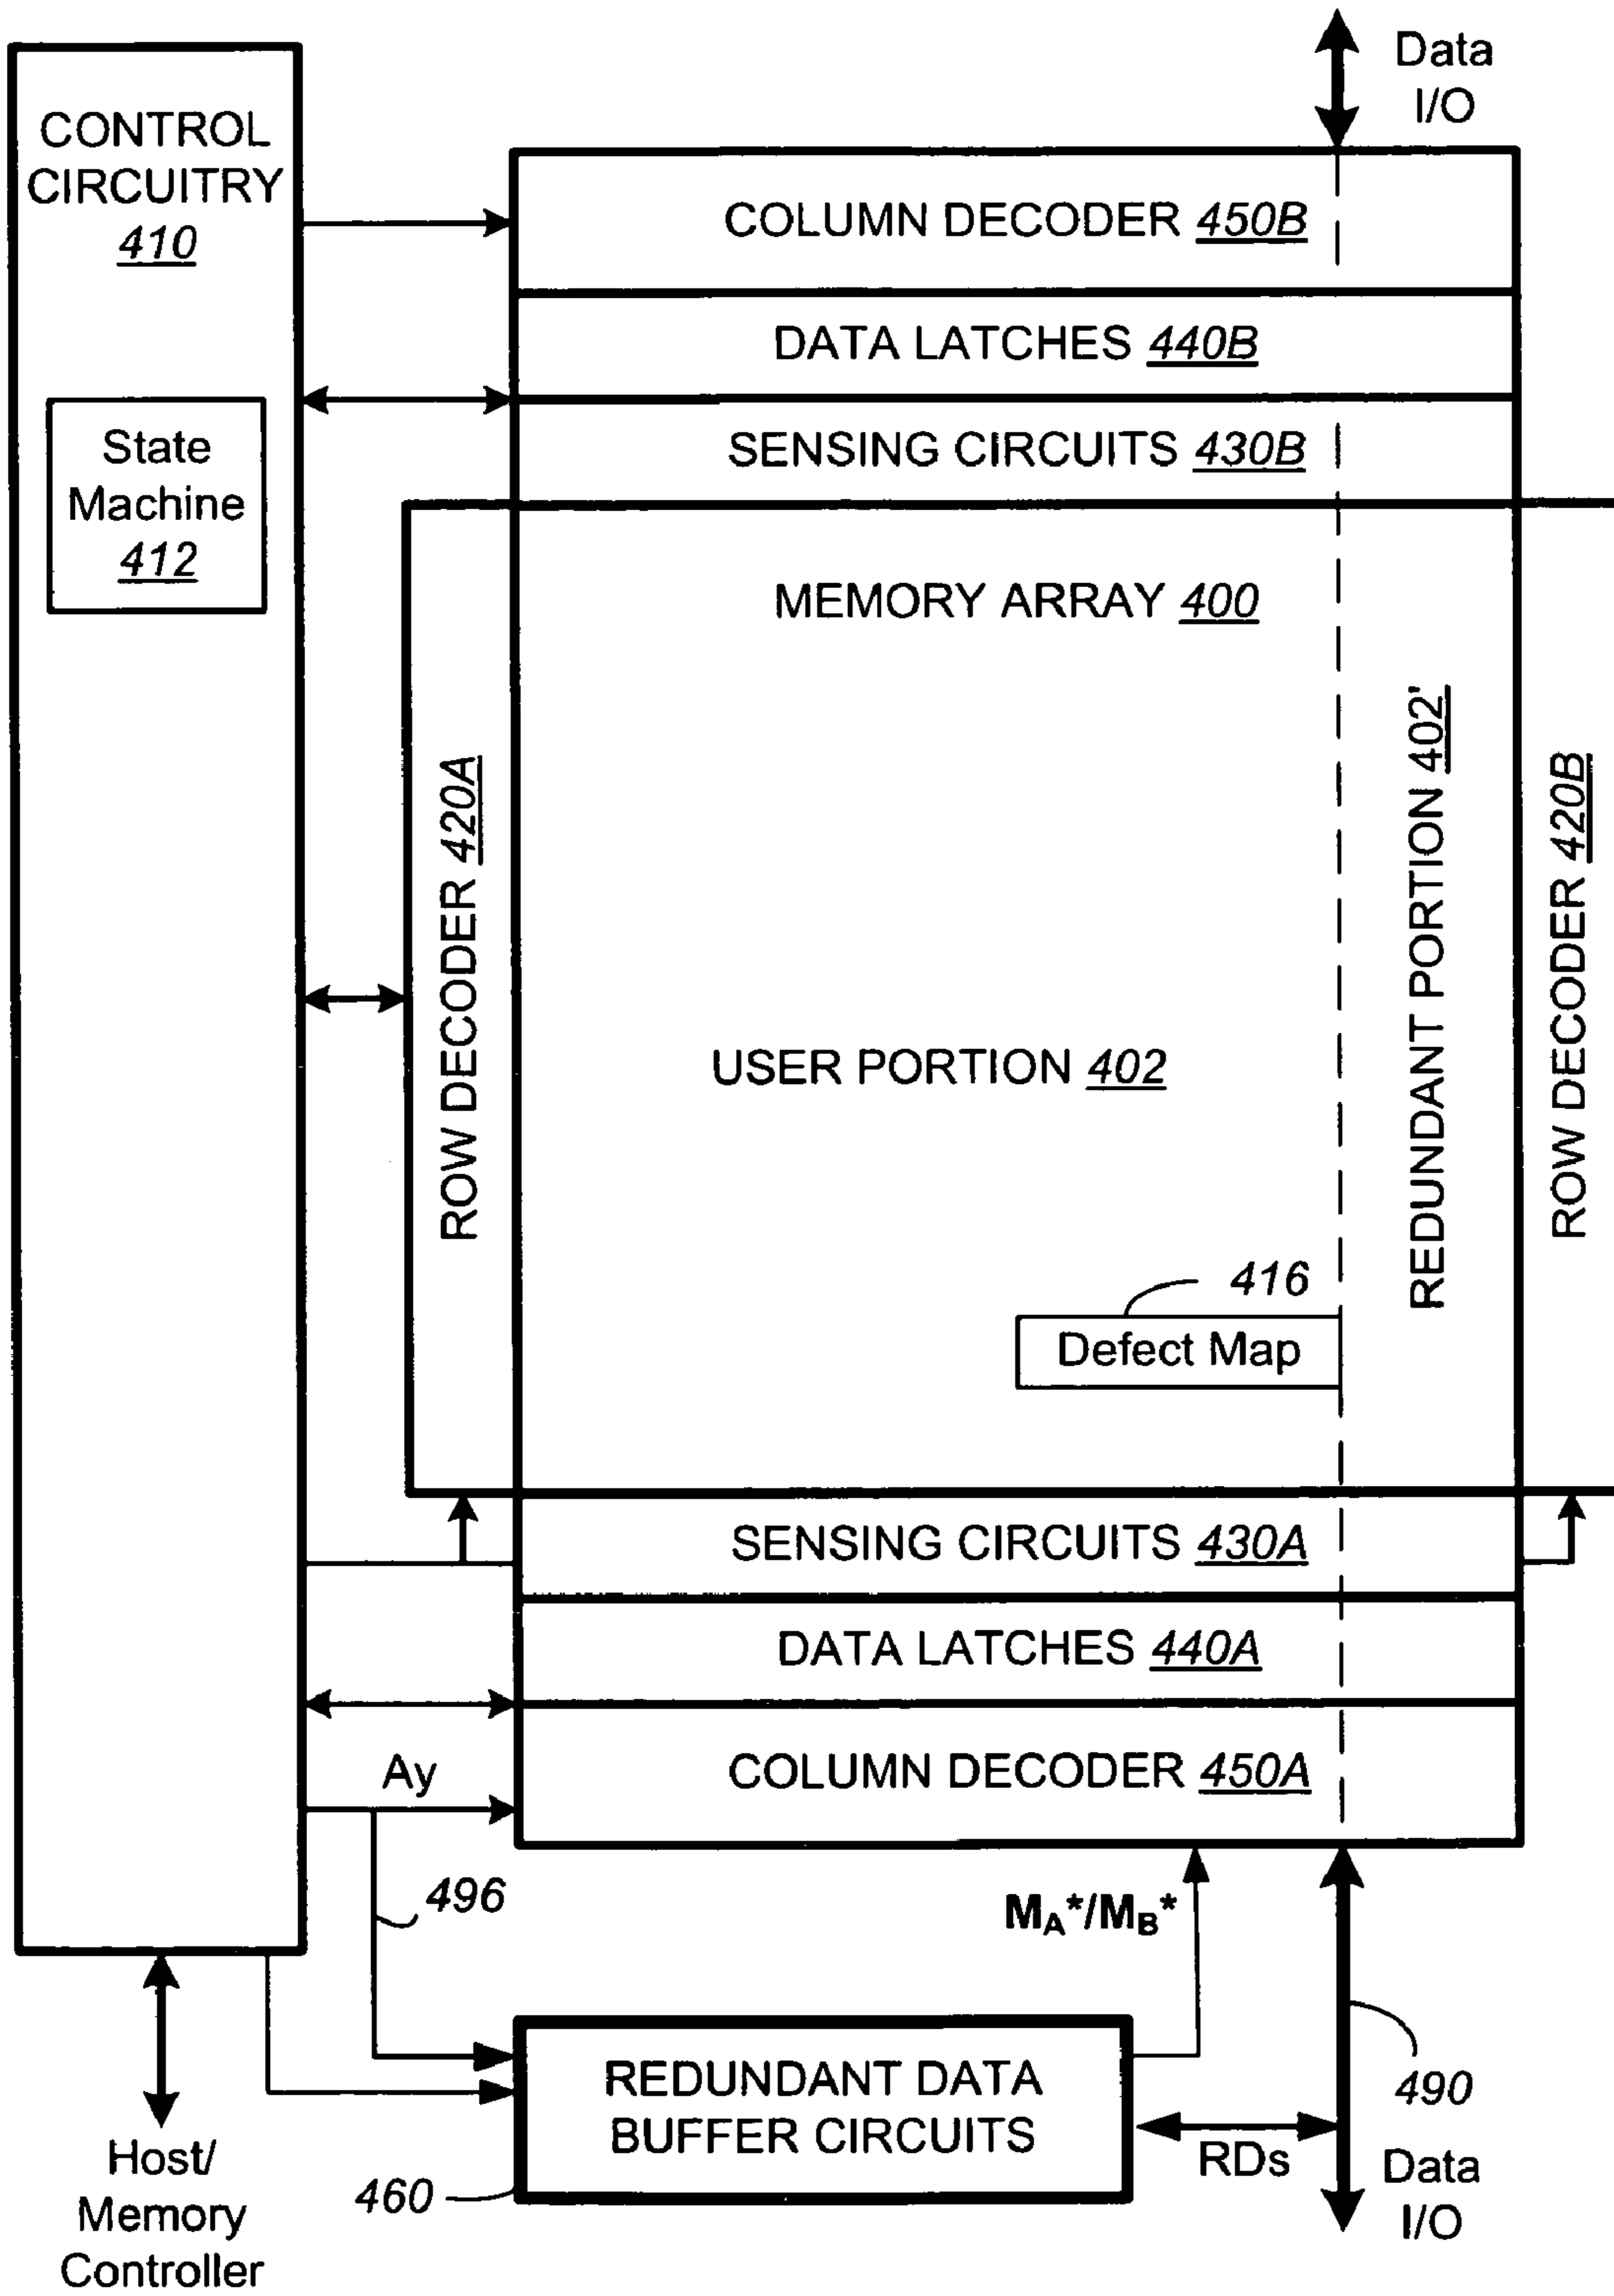 Data
I/O
CONTROL
CIRCUITRY
410
COLUMN DECODER 450B
DATA LATCHES 440B
State
Machine
412
SENSING CIRCUITS 430B
MEMORY ARRAY 400
ROW DECODER 420A
USER PORTION 402
REDUNDANT PORTION 402'
ROW DECODER 420B
416
Defect Map
SENSING CIRCUITS 430A
DATA LATCHES 440A
COLUMN DECODER 450A
Ay
496
MA*/MB*
REDUNDANT DATA
BUFFER CIRCUITS
460
RDs
490
Data
I/O
Host/
Memory
Controller